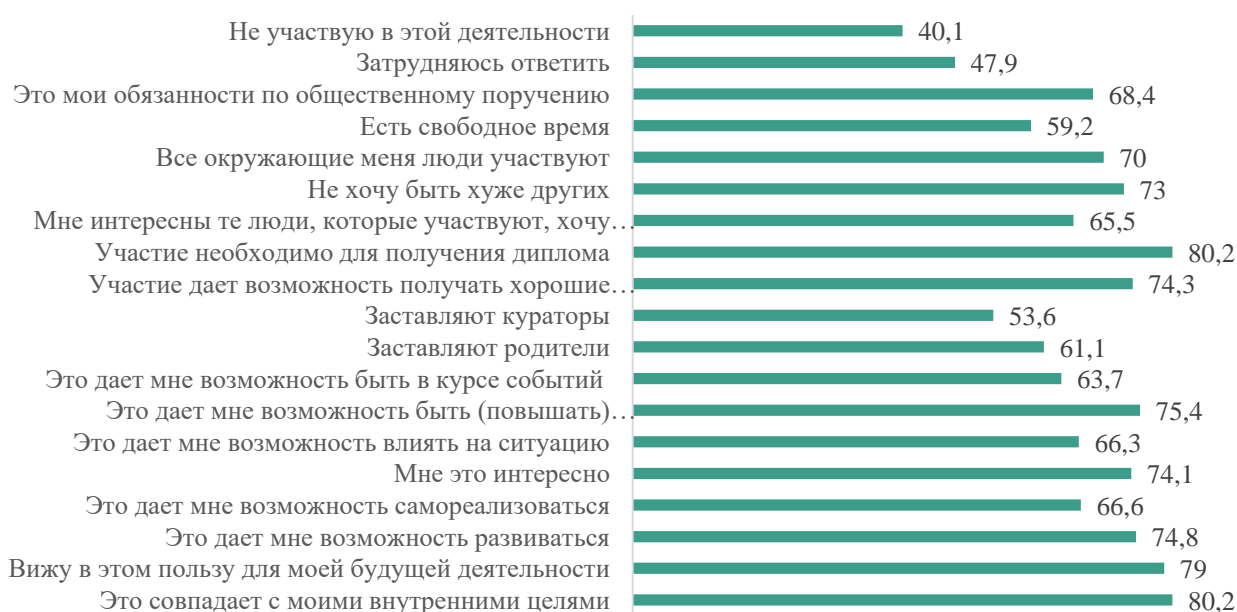 Не участвую в этой деятельности 40,1
Затрудняюсь ответить 47,9
Это мои обязанности по общественному поручению 68,4
Есть свободное время 59,2
Все окружающие меня люди участвуют 70
Не хочу быть хуже других 73
Мне интересны те люди, которые участвуют, хочу… 65,5
Участие необходимо для получения диплома 80,2
Участие дает возможность получать хорошие… 74,3
Заставляют кураторы 53,6
Заставляют родители 61,1
Это дает мне возможность быть в курсе событий 63,7
Это дает мне возможность быть (повышать)… 75,4
Это дает мне возможность влиять на ситуацию 66,3
Мне это интересно 74,1
Это дает мне возможность самореализоваться 66,6
Это дает мне возможность развиваться 74,8
Вижу в этом пользу для моей будущей деятельности 79
Это совпадает с моими внутренними целями 80,2